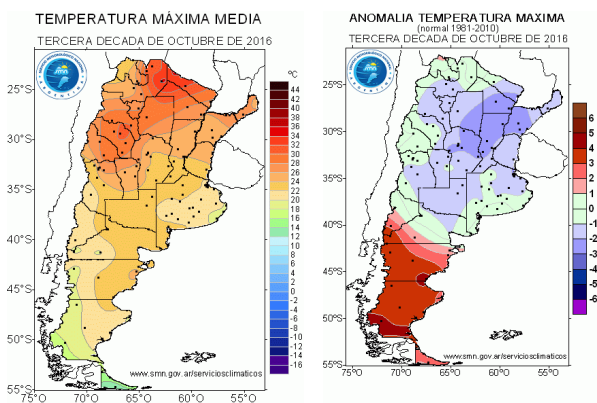 TEMPERATURA MÁXIMA MEDIA
TERCERA DECADA DE OCTUBRE DE 2016
smn
ºC
44
42
40
38
36
34
32
30
28
26
24
22
20
18
16
14
12
10
8
6
4
2
0
-2
-4
-6
-8
-10
-12
-14
-16
25°S
30°S
35°S
40°S
45°S
50°S
55°S
75°O 70°O 65°O 60°O 55°O
www.smn.gov.ar/serviciosclimaticos
ANOMALIA TEMPERATURA MAXIMA
(normal 1981-2010)
TERCERA DECADA DE OCTUBRE DE 2016
smn
6
5
4
3
2
1
0
-1
-2
-3
-4
-5
-6
25°S
30°S
35°S
40°S
45°S
50°S
55°S
75°O 70°O 65°O 60°O 55°O
www.smn.gov.ar/serviciosclimaticos